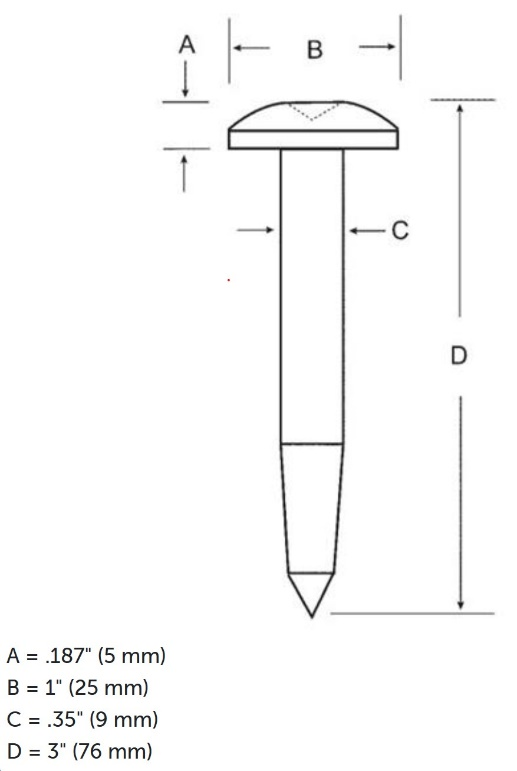 A
B
C
D
A = .187" (5 mm)
B = 1" (25 mm)
C = .35" (9 mm)
D = 3" (76 mm)